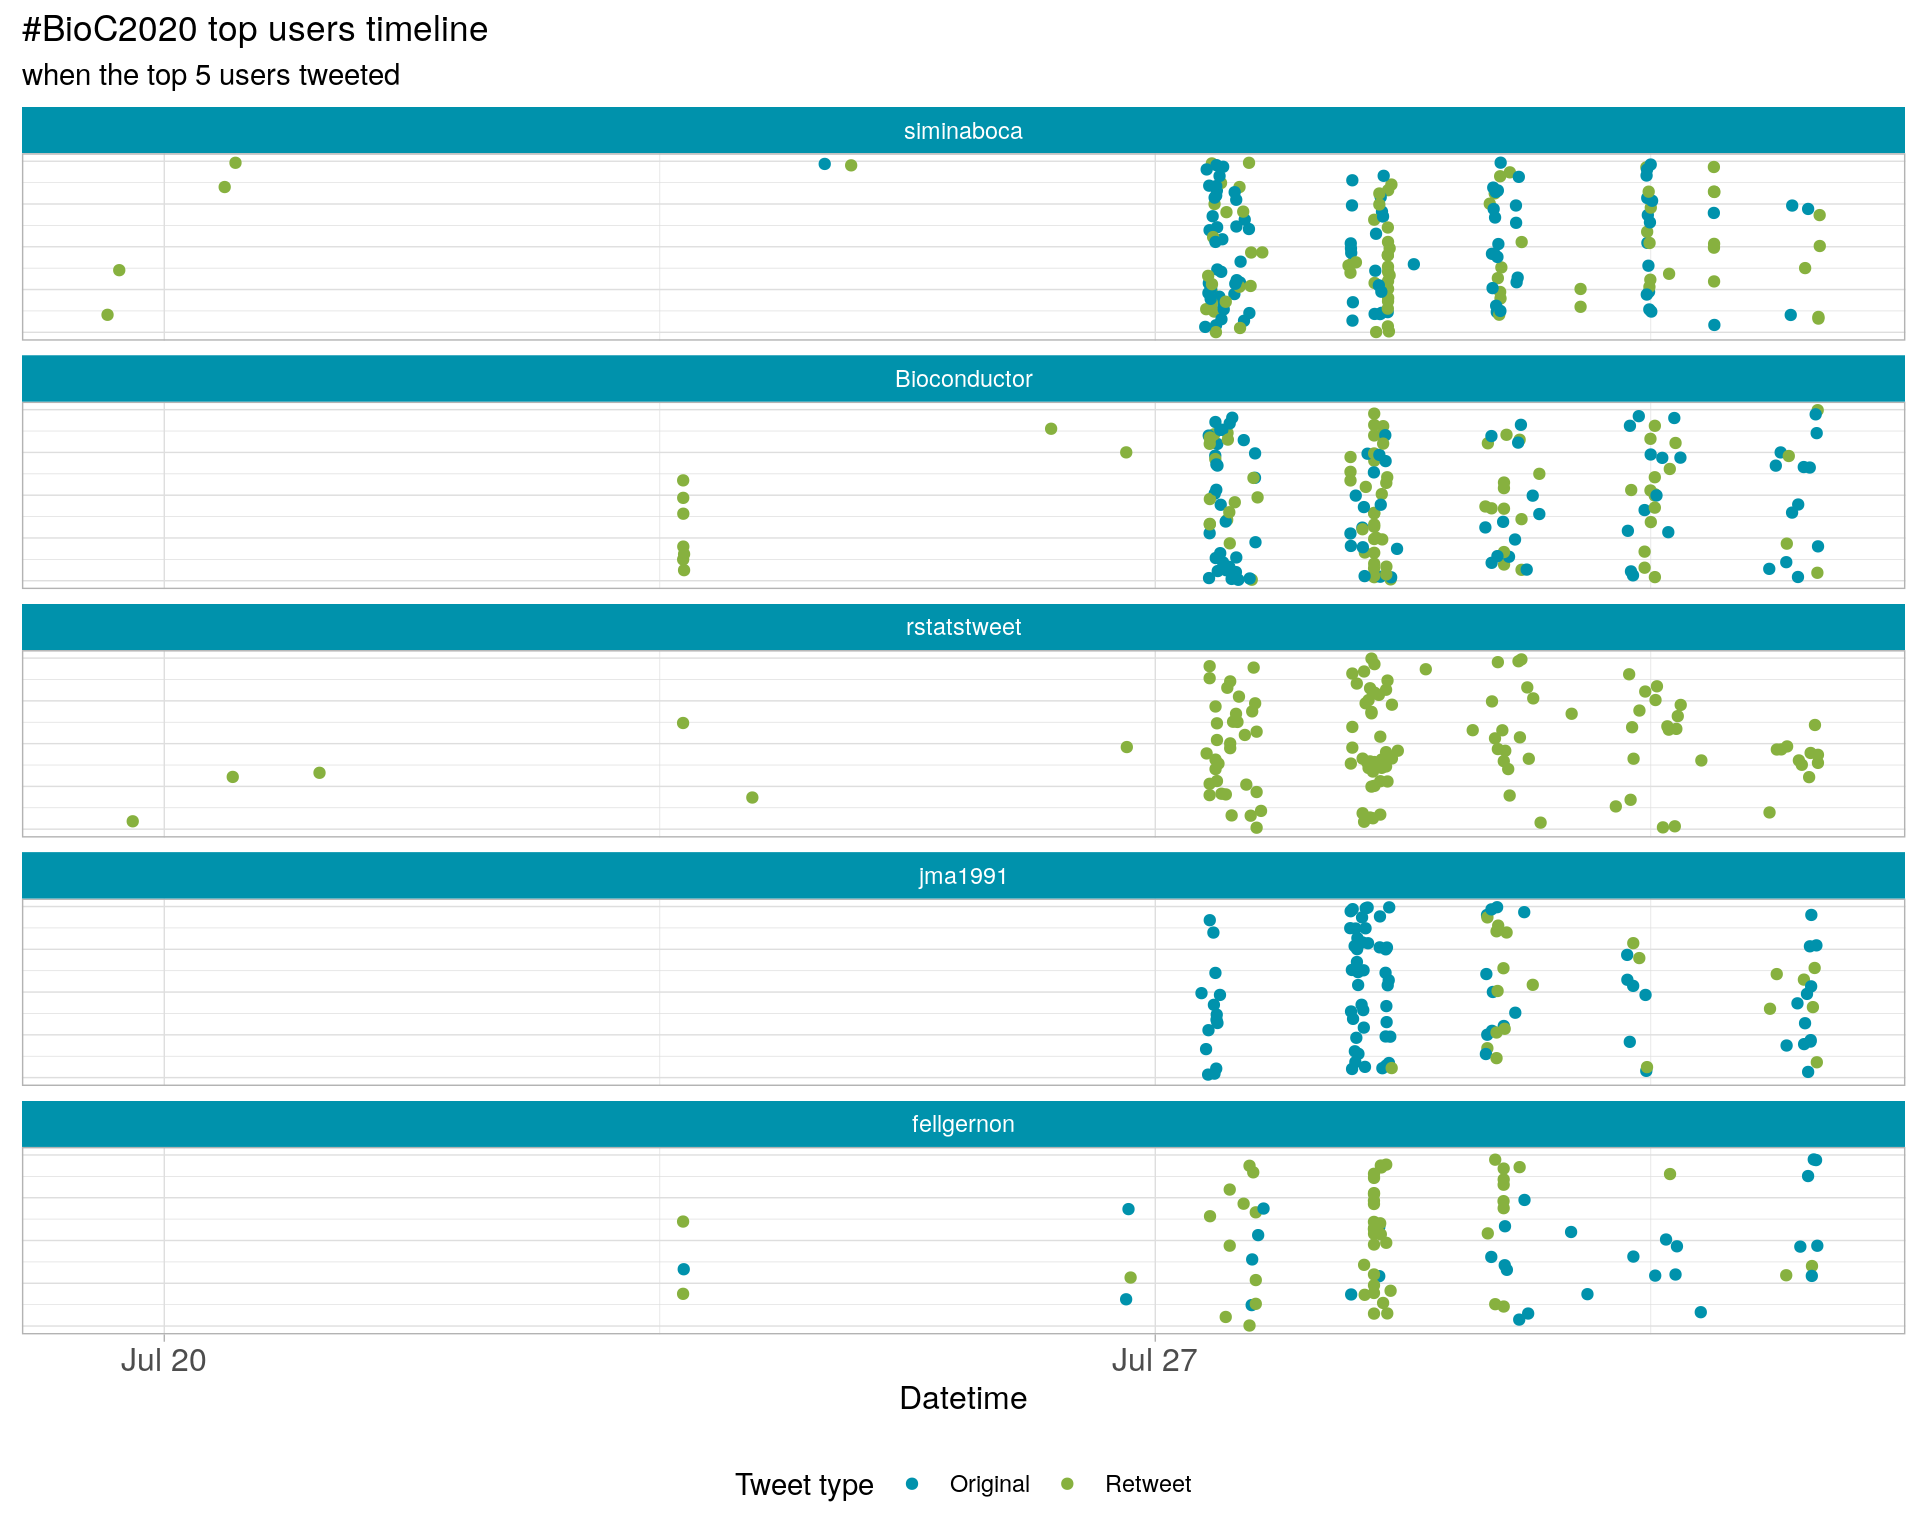 #BioC2020 top users timeline
when the top 5 users tweeted
siminaboca
Bioconductor
rstatstweet
jma1991
fellgernon
Jul 20 Jul 27
Datetime
Tweet type Original Retweet